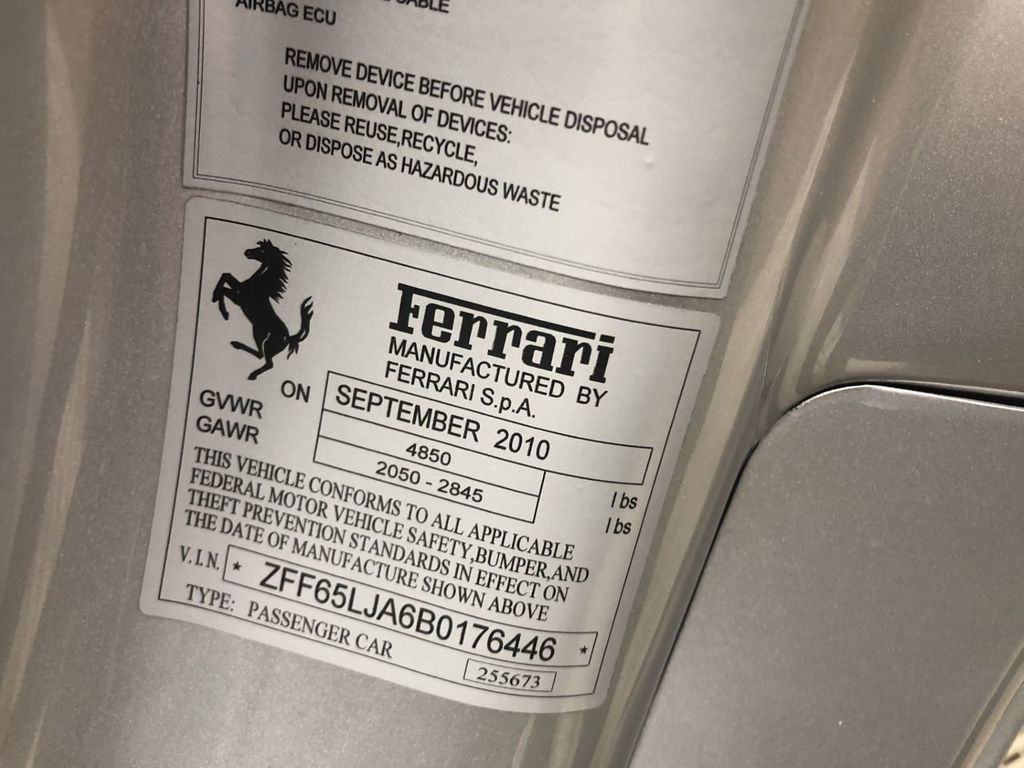 CABLE
AIRBAG ECU
REMOVE DEVICE BEFORE VEHICLE DISPOSAL
UPON REMOVAL OF DEVICES:
PLEASE REUSE,RECYCLE,
OR DISPOSE AS HAZARDOUS WASTE
Ferrari
MANUFACTURED BY
FERRARI S.p.A.
ON SEPTEMBER 2010
GVWR 4850 lbs
GAWR 2050 - 2845 lbs
THIS VEHICLE CONFORMS TO ALL APPLICABLE
FEDERAL MOTOR VEHICLE SAFETY,BUMPER,AND
THEFT PREVENTION STANDARDS IN EFFECT ON
THE DATE OF MANUFACTURE SHOWN ABOVE
V.I.N. * ZFF65LJA6B0176446 *
TYPE: PASSENGER CAR 255673